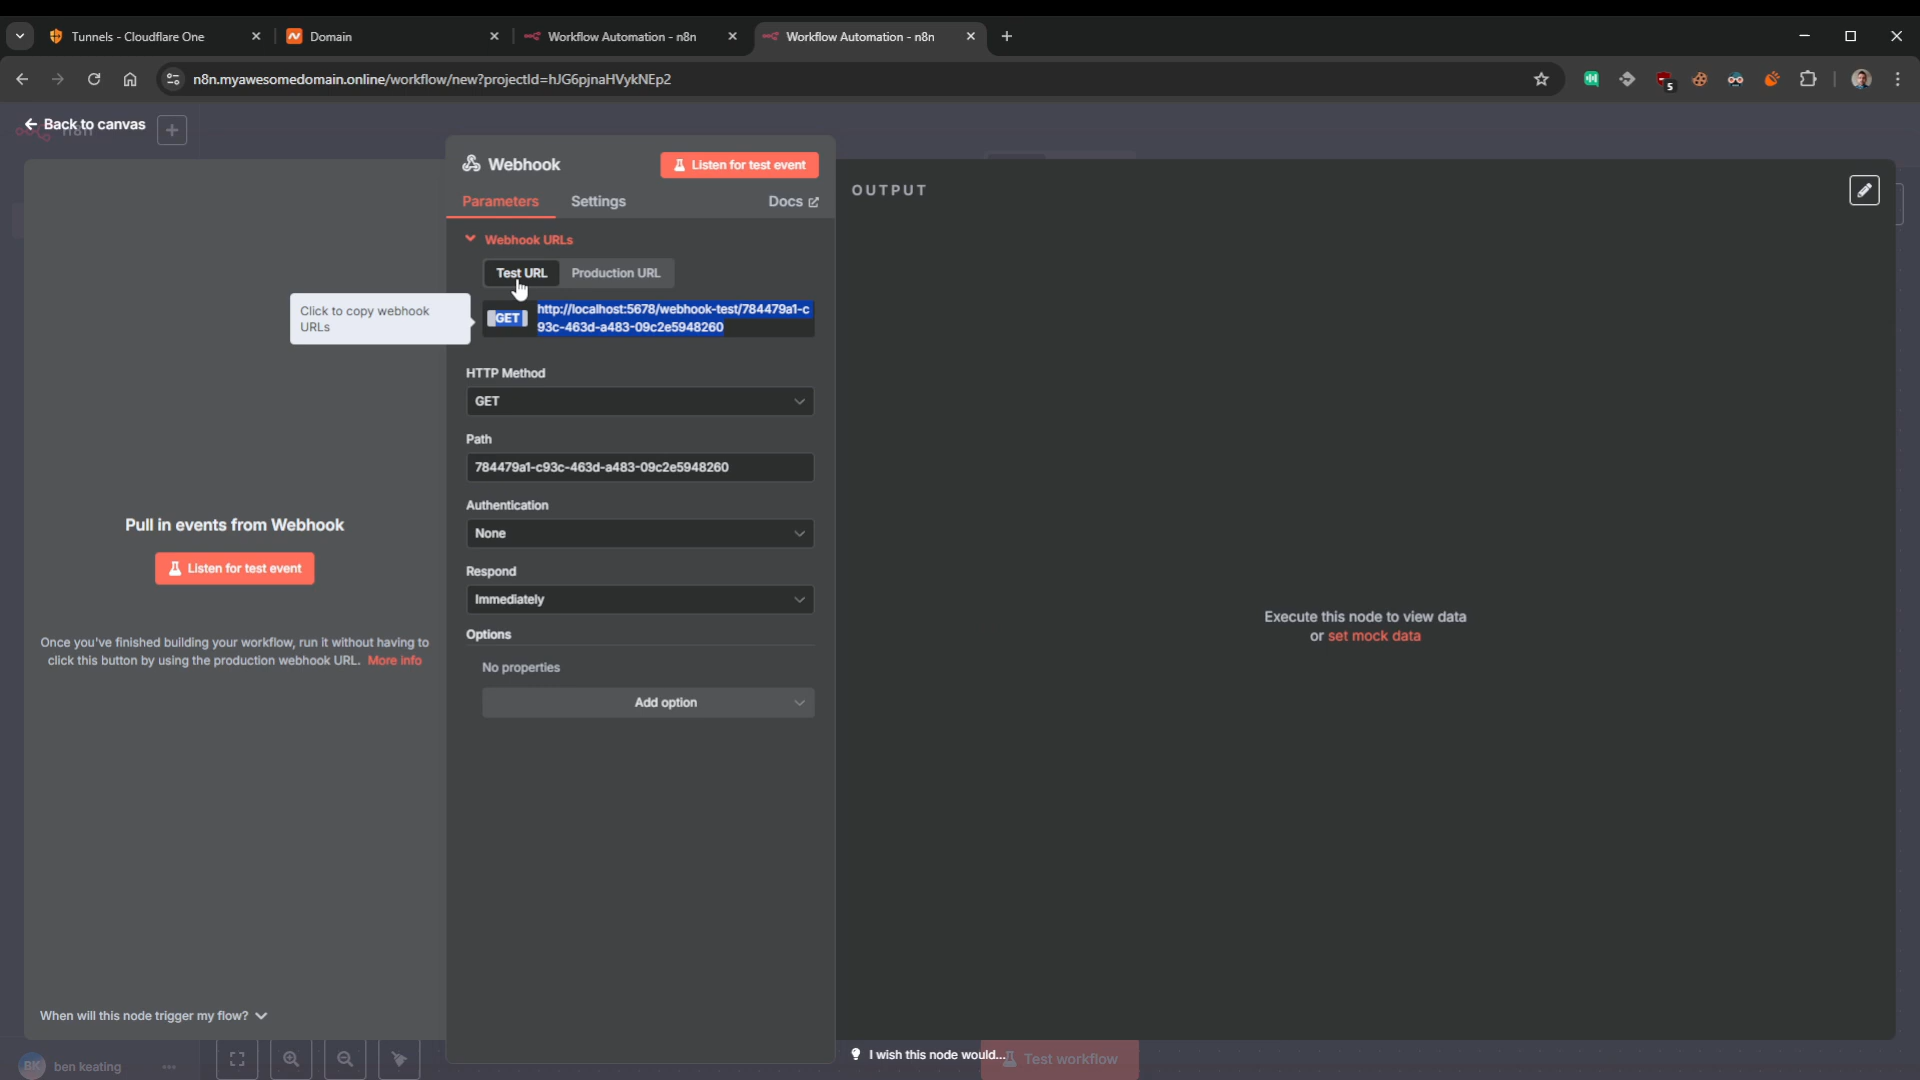 Tunnels - Cloudflare One
Domain
Workflow Automation - n8n
Workflow Automation - n8n
n8n.myawesomedomain.online/workflow/new?projectId=hJG6pjnaHVykNEp2
5
Back to canvas
n8n
Webhook
Listen for test event
Parameters
Settings
Docs
OUTPUT
Webhook URLs
Test URL
Production URL
Click to copy webhook
URLs
GET
http://localhost:5678/webhook-test/784479a1-c
93c-463d-a483-09c2e5948260
HTTP Method
GET
Path
784479a1-c93c-463d-a483-09c2e5948260
Authentication
None
Respond
Immediately
Options
No properties
Add option
Pull in events from Webhook
Listen for test event
Once you've finished building your workflow, run it without having to
click this button by using the production webhook URL. More info
Execute this node to view data
or set mock data
When will this node trigger my flow?
I wish this node would...
Test workflow
BK
ben keating